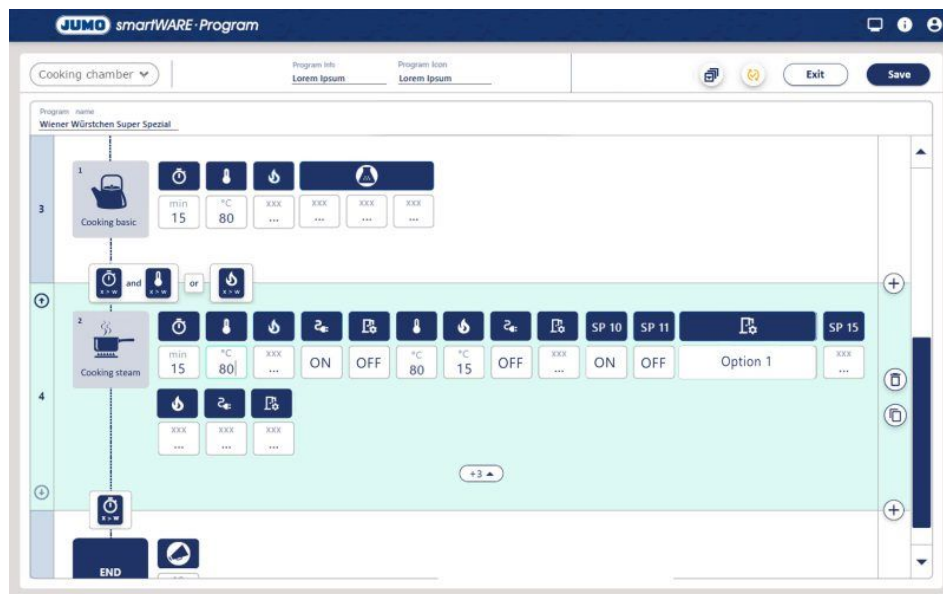 JUMO smartWARE·Program
Cooking chamber
Program Info
Lorem Ipsum
Program Icon
Lorem Ipsum
Exit
Save
Program name
Wiener Würstchen Super Spezial
3
1
Cooking basic
min
15
°C
80
xxx
...
xxx
...
xxx
...
xxx
...
x > w
and
x > w
or
x > w
4
2
Cooking steam
SP 10
SP 11
SP 15
min
15
°C
80
xxx
...
ON
OFF
°C
80
°C
15
OFF
xxx
...
ON
OFF
Option 1
xxx
...
xxx
...
xxx
...
xxx
...
+3
x > w
END